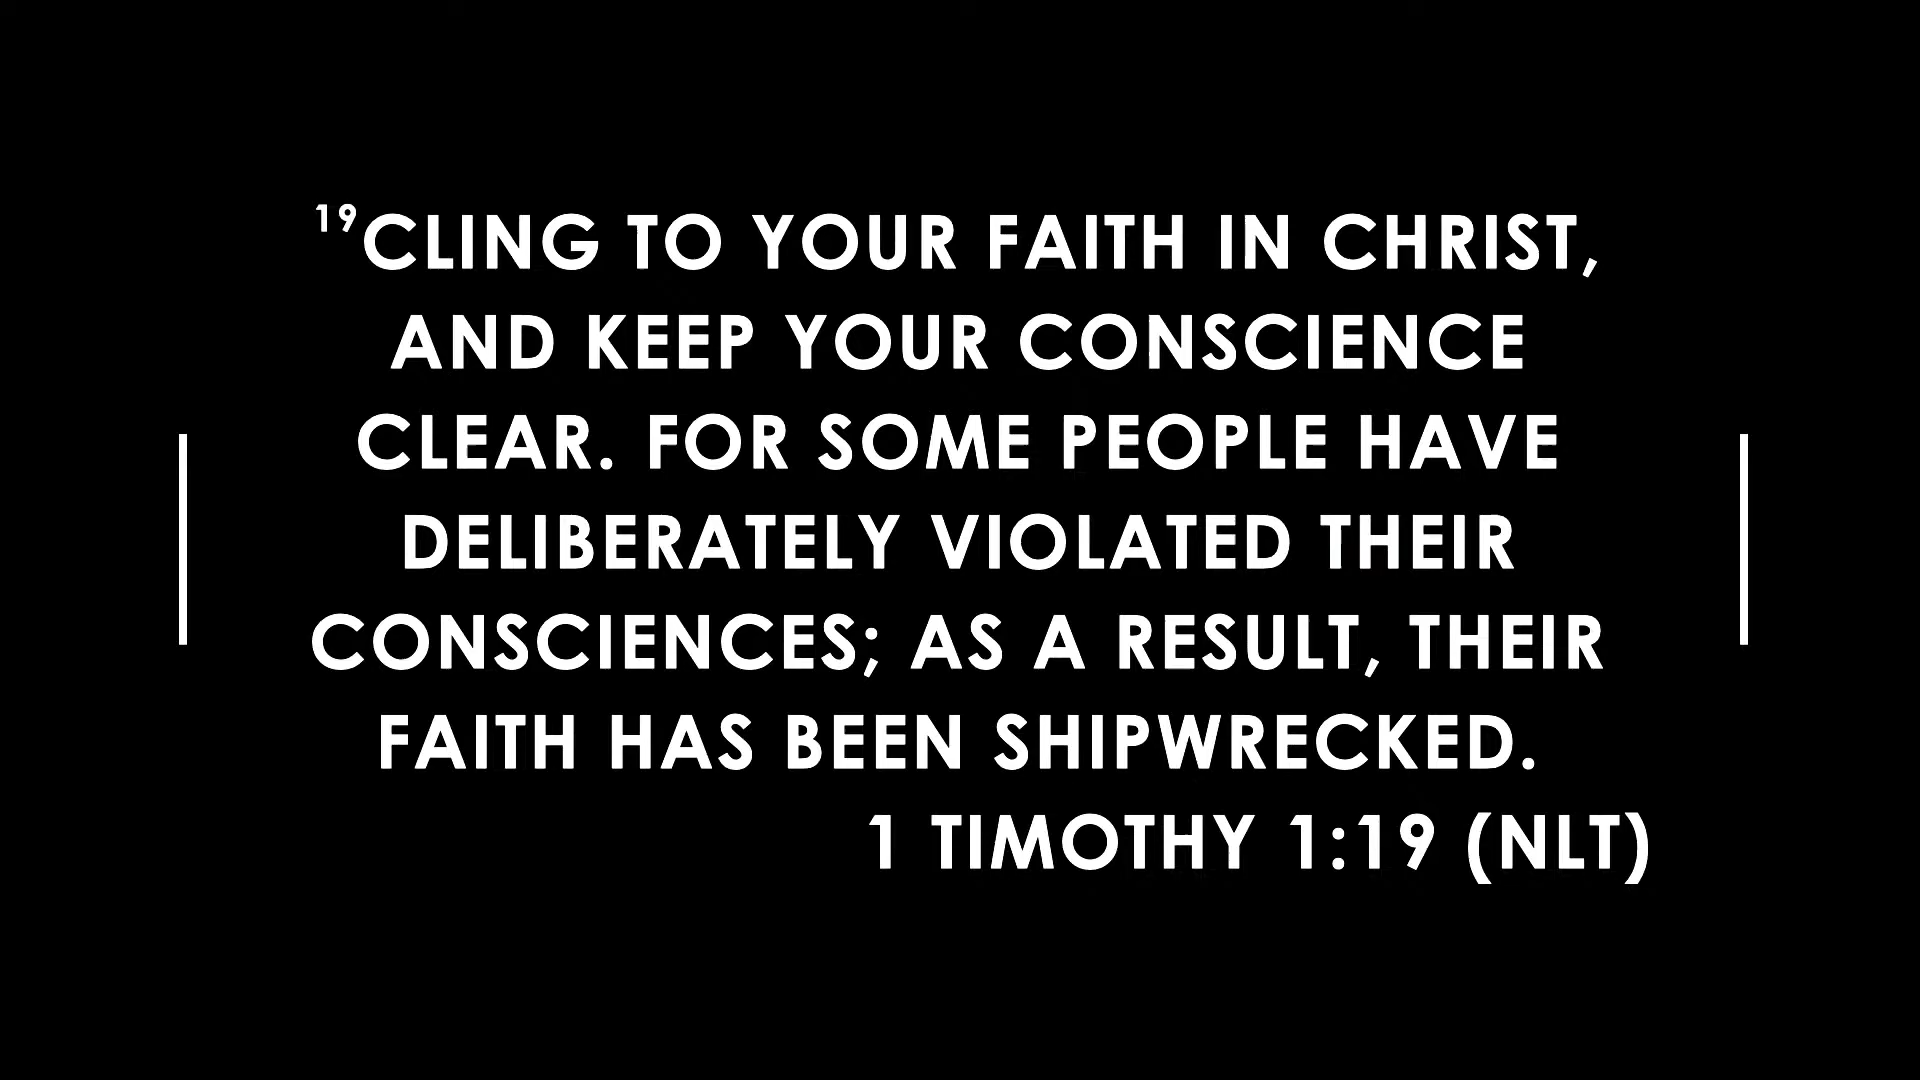 ¹⁹CLING TO YOUR FAITH IN CHRIST,
AND KEEP YOUR CONSCIENCE
CLEAR. FOR SOME PEOPLE HAVE
DELIBERATELY VIOLATED THEIR
CONSCIENCES; AS A RESULT, THEIR
FAITH HAS BEEN SHIPWRECKED.
1 TIMOTHY 1:19 (NLT)